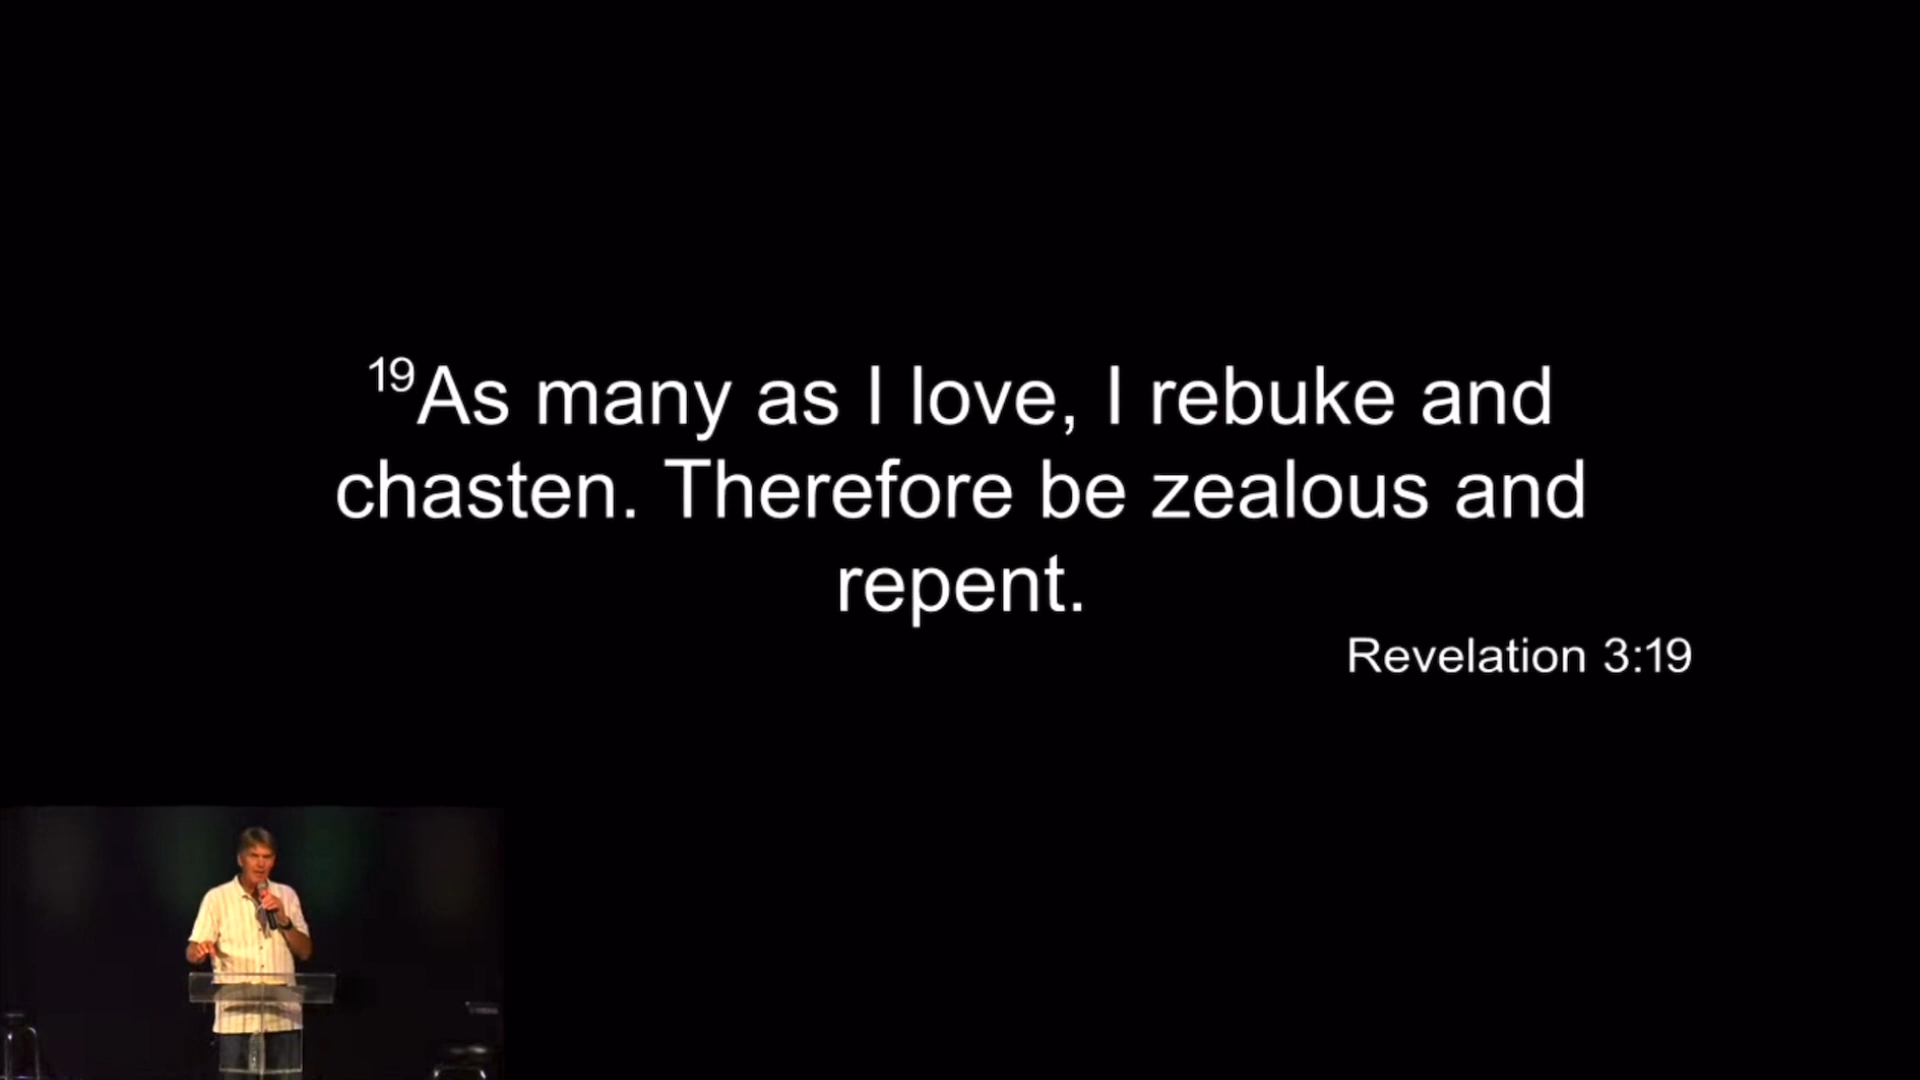 19As many as I love, I rebuke and
chasten. Therefore be zealous and
repent.
Revelation 3:19